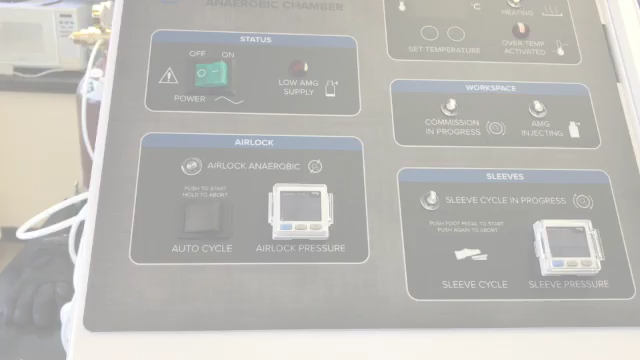 ANAEROBIC CHAMBER
STATUS
OFF ON
POWER
LOW AMG
SUPPLY
°C
SET TEMPERATURE
HEATING
OVER TEMP
ACTIVATED
WORKSPACE
COMMISSION
IN PROGRESS
AMG
INJECTING
AIRLOCK
AIRLOCK ANAEROBIC
PUSH TO START
HOLD TO ABORT
AUTO CYCLE
AIRLOCK PRESSURE
SLEEVES
SLEEVE CYCLE IN PROGRESS
PUSH FOOT PEDAL TO START
PUSH AGAIN TO ABORT
SLEEVE CYCLE
SLEEVE PRESSURE